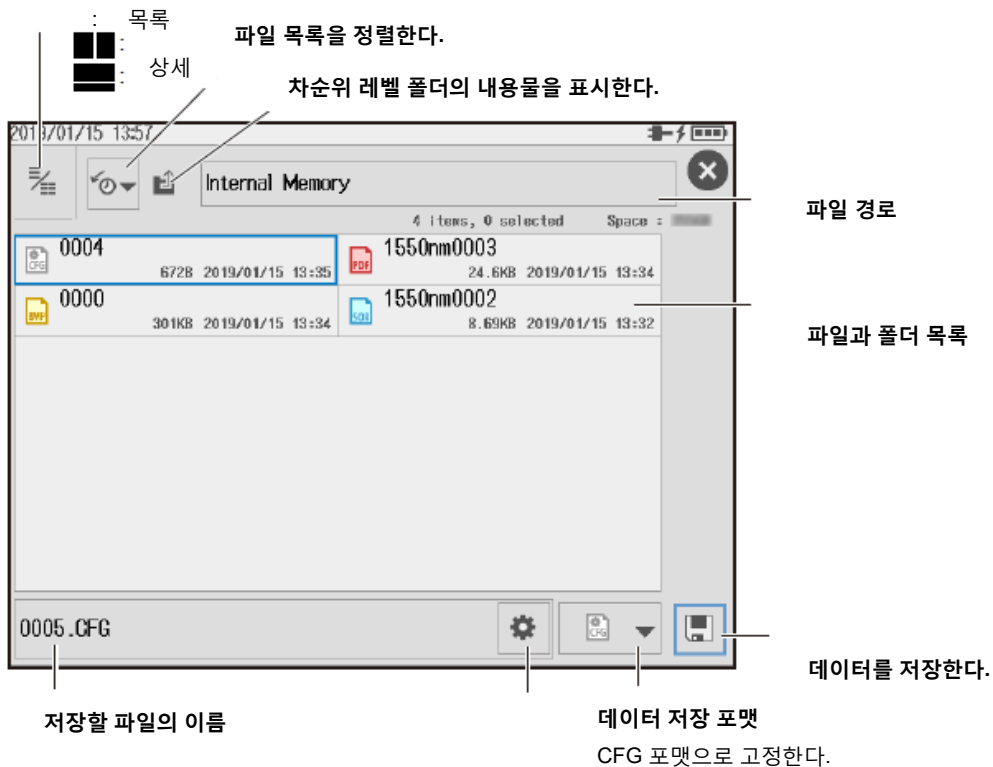 : 목록
파일 목록을 정렬한다.
:
: 상세
차순위 레벨 폴더의 내용물을 표시한다.
2019/01/15 13:57
Internal Memory
파일 경로
4 items, 0 selected Space :
0004
CFG
672B 2019/01/15 13:35
1550nm0003
PDF
24.6KB 2019/01/15 13:34
0000
BMP
301KB 2019/01/15 13:34
1550nm0002
SOR
8.69KB 2019/01/15 13:32
파일과 폴더 목록
0005.CFG
CFG
데이터를 저장한다.
저장할 파일의 이름
데이터 저장 포맷
CFG 포맷으로 고정한다.